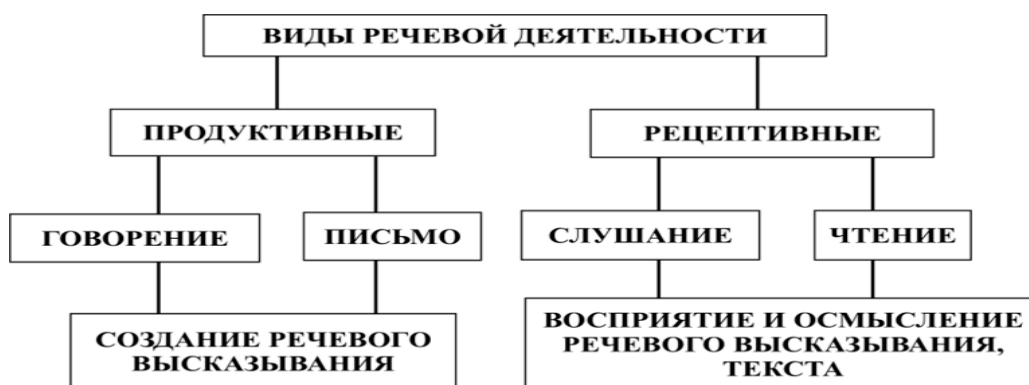 ВИДЫ РЕЧЕВОЙ ДЕЯТЕЛЬНОСТИ
ПРОДУКТИВНЫЕ
РЕЦЕПТИВНЫЕ
ГОВОРЕНИЕ
ПИСЬМО
СЛУШАНИЕ
ЧТЕНИЕ
СОЗДАНИЕ РЕЧЕВОГО
ВЫСКАЗЫВАНИЯ
ВОСПРИЯТИЕ И ОСМЫСЛЕНИЕ
РЕЧЕВОГО ВЫСКАЗЫВАНИЯ,
ТЕКСТА